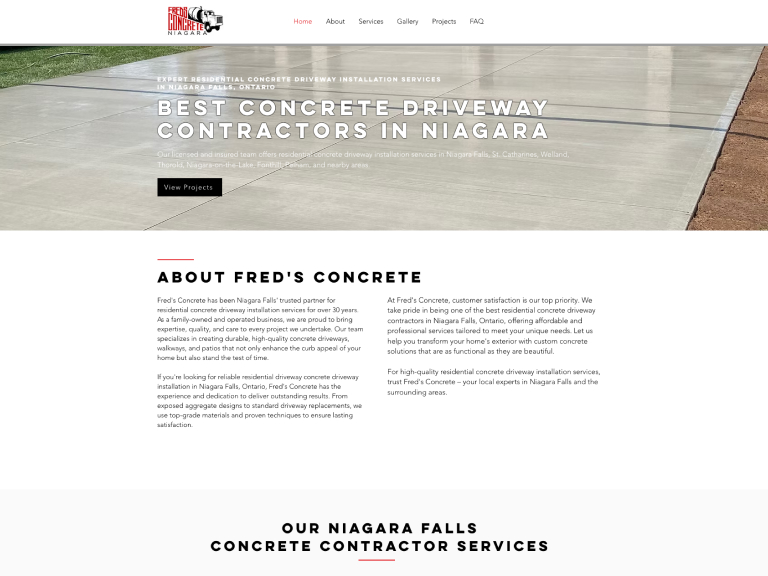 FREDS
CONCRETE
NIAGARA
Home About Services Gallery Projects FAQ
EXPERT RESIDENTIAL CONCRETE DRIVEWAY INSTALLATION SERVICES
IN NIAGARA FALLS, ONTARIO
BEST CONCRETE DRIVEWAY
CONTRACTORS IN NIAGARA
Our licensed and insured team offers residential concrete driveway installation services in Niagara Falls, St. Catharines, Welland,
Thorold, Niagara-on-the-Lake, Fonthill, Pelham, and nearby areas.
View Projects
ABOUT FRED'S CONCRETE
Fred's Concrete has been Niagara Falls' trusted partner for
residential concrete driveway installation services for over 30 years.
As a family-owned and operated business, we are proud to bring
expertise, quality, and care to every project we undertake. Our team
specializes in creating durable, high-quality concrete driveways,
walkways, and patios that not only enhance the curb appeal of your
home but also stand the test of time.
If you're looking for reliable residential driveway concrete driveway
installation in Niagara Falls, Ontario, Fred's Concrete has the
experience and dedication to deliver outstanding results. From
exposed aggregate designs to standard driveway replacements, we
use top-grade materials and proven techniques to ensure lasting
satisfaction.
At Fred's Concrete, customer satisfaction is our top priority. We
take pride in being one of the best residential concrete driveway
contractors in Niagara Falls, Ontario, offering affordable and
professional services tailored to meet your unique needs. Let us
help you transform your home's exterior with custom concrete
solutions that are as functional as they are beautiful.
For high-quality residential concrete driveway installation services,
trust Fred's Concrete – your local experts in Niagara Falls and the
surrounding areas.
OUR NIAGARA FALLS
CONCRETE CONTRACTOR SERVICES